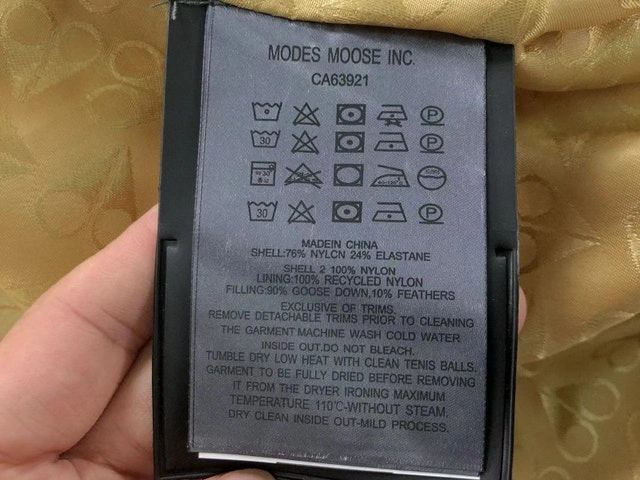 MODES MOOSE INC.
CA63921
P
30 P
30
30 P
MADEIN CHINA
SHELL:76% NYLCN 24% ELASTANE
SHELL 2 100% NYLON
LINING:100% RECYCLED NYLON
FILLING:90% GOOSE DOWN,10% FEATHERS
EXCLUSIVE OF TRIMS.
REMOVE DETACHABLE TRIMS PRIOR TO CLEANING
THE GARMENT MACHINE WASH COLD WATER
INSIDE OUT.DO NOT BLEACH.
TUMBLE DRY LOW HEAT WITH CLEAN TENIS BALLS.
GARMENT TO BE FULLY DRIED BEFORE REMOVING
IT FROM THE DRYER IRONING MAXIMUM
TEMPERATURE 110℃-WITHOUT STEAM.
DRY CLEAN INSIDE OUT-MILD PROCESS.